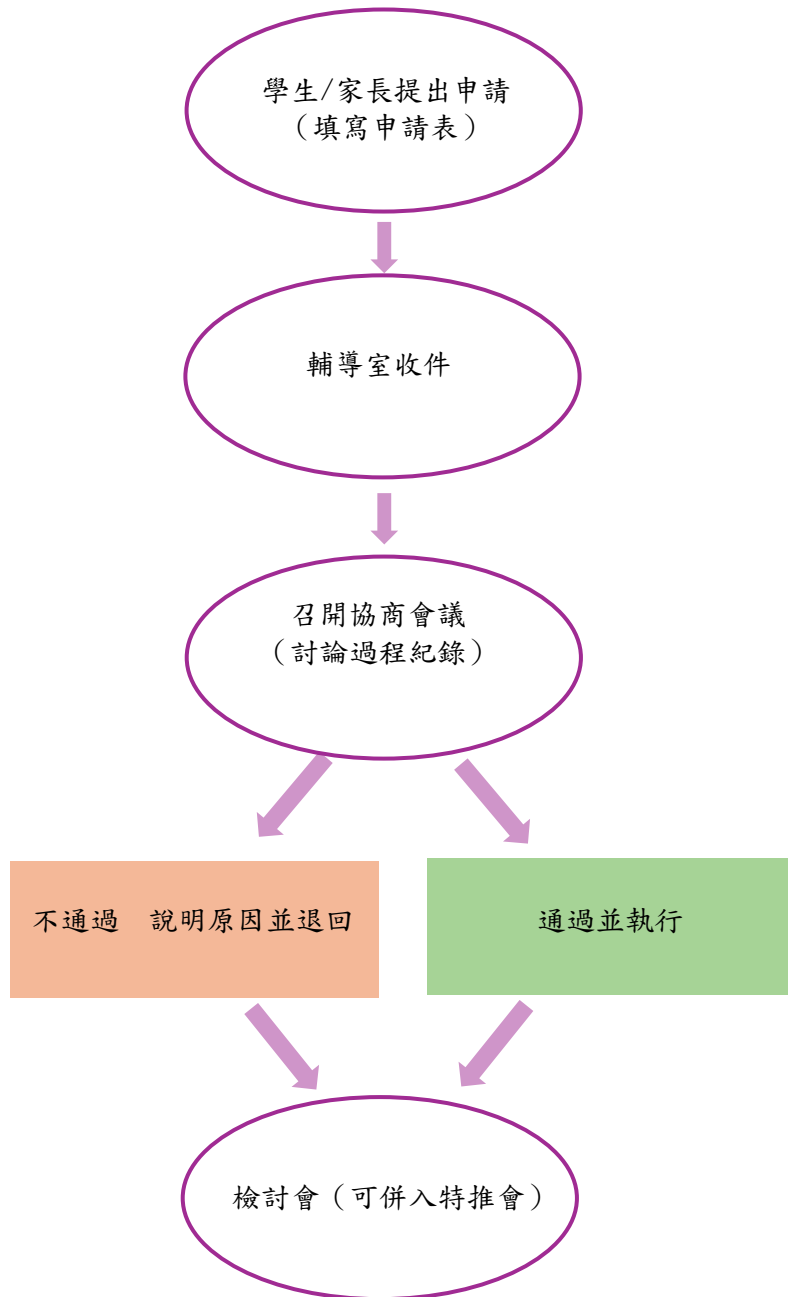 學生/家長提出申請
（填寫申請表）
輔導室收件
召開協商會議
（討論過程紀錄）
不通過　說明原因並退回
通過並執行
檢討會（可併入特推會）